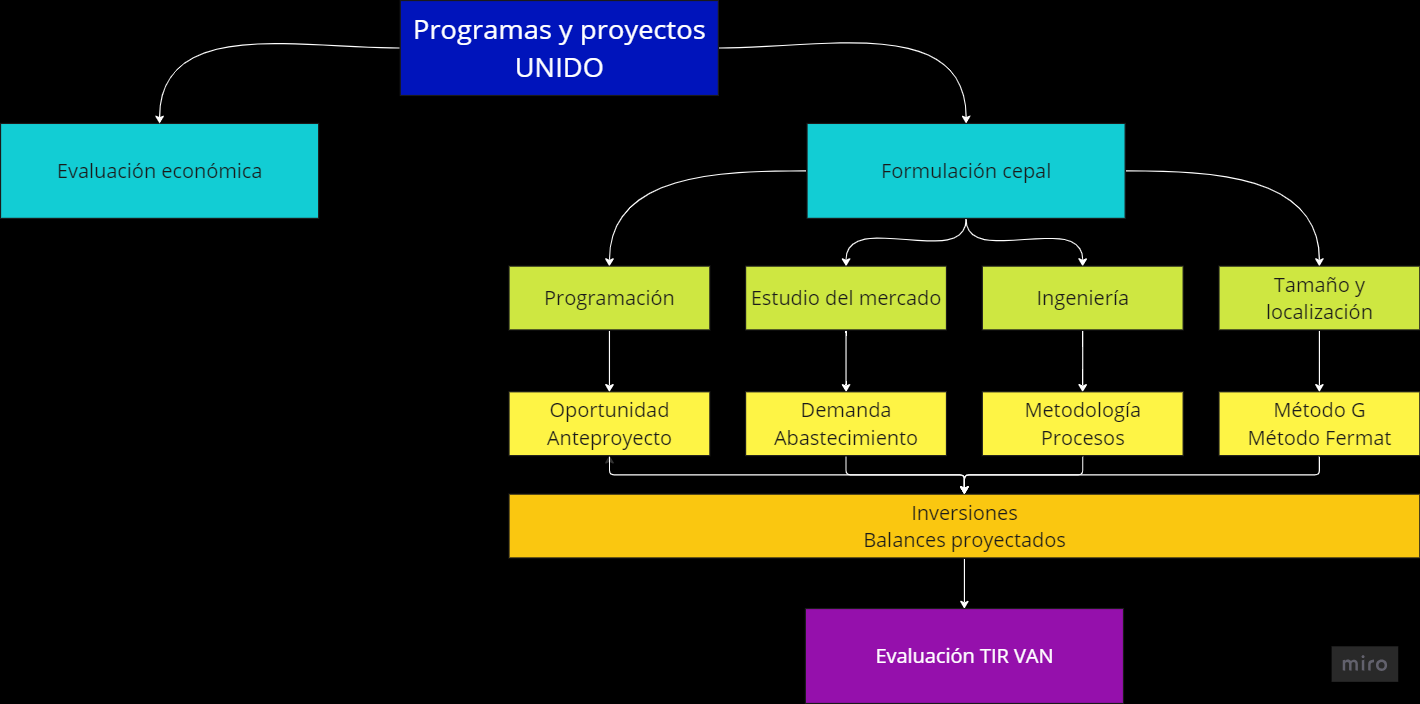 Programas y proyectos
UNIDO
Evaluación económica
Formulación cepal
Programación
Estudio del mercado
Ingeniería
Tamaño y
localización
Oportunidad
Anteproyecto
Demanda
Abastecimiento
Metodología
Procesos
Método G
Método Fermat
Inversiones
Balances proyectados
Evaluación TIR VAN
miro